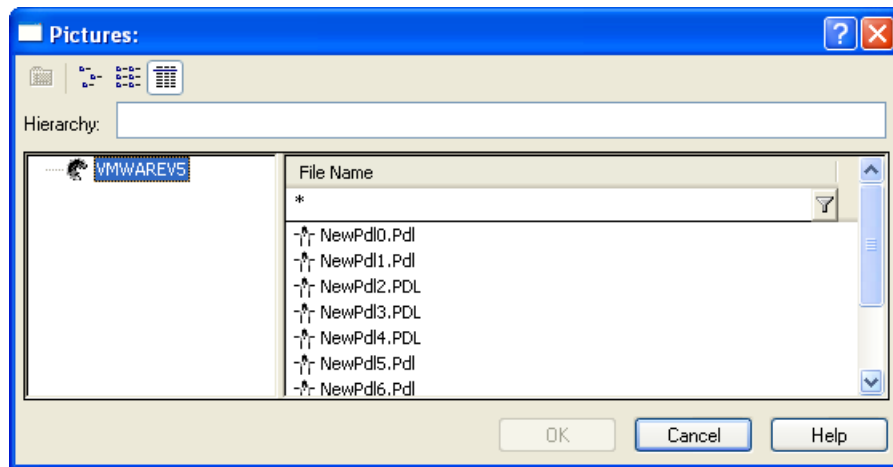 Pictures:
Hierarchy:
VMWAREV5
File Name
*
NewPdl0.Pdl
NewPdl1.Pdl
NewPdl2.PDL
NewPdl3.PDL
NewPdl4.PDL
NewPdl5.Pdl
NewPdl6.Pdl
OK Cancel Help